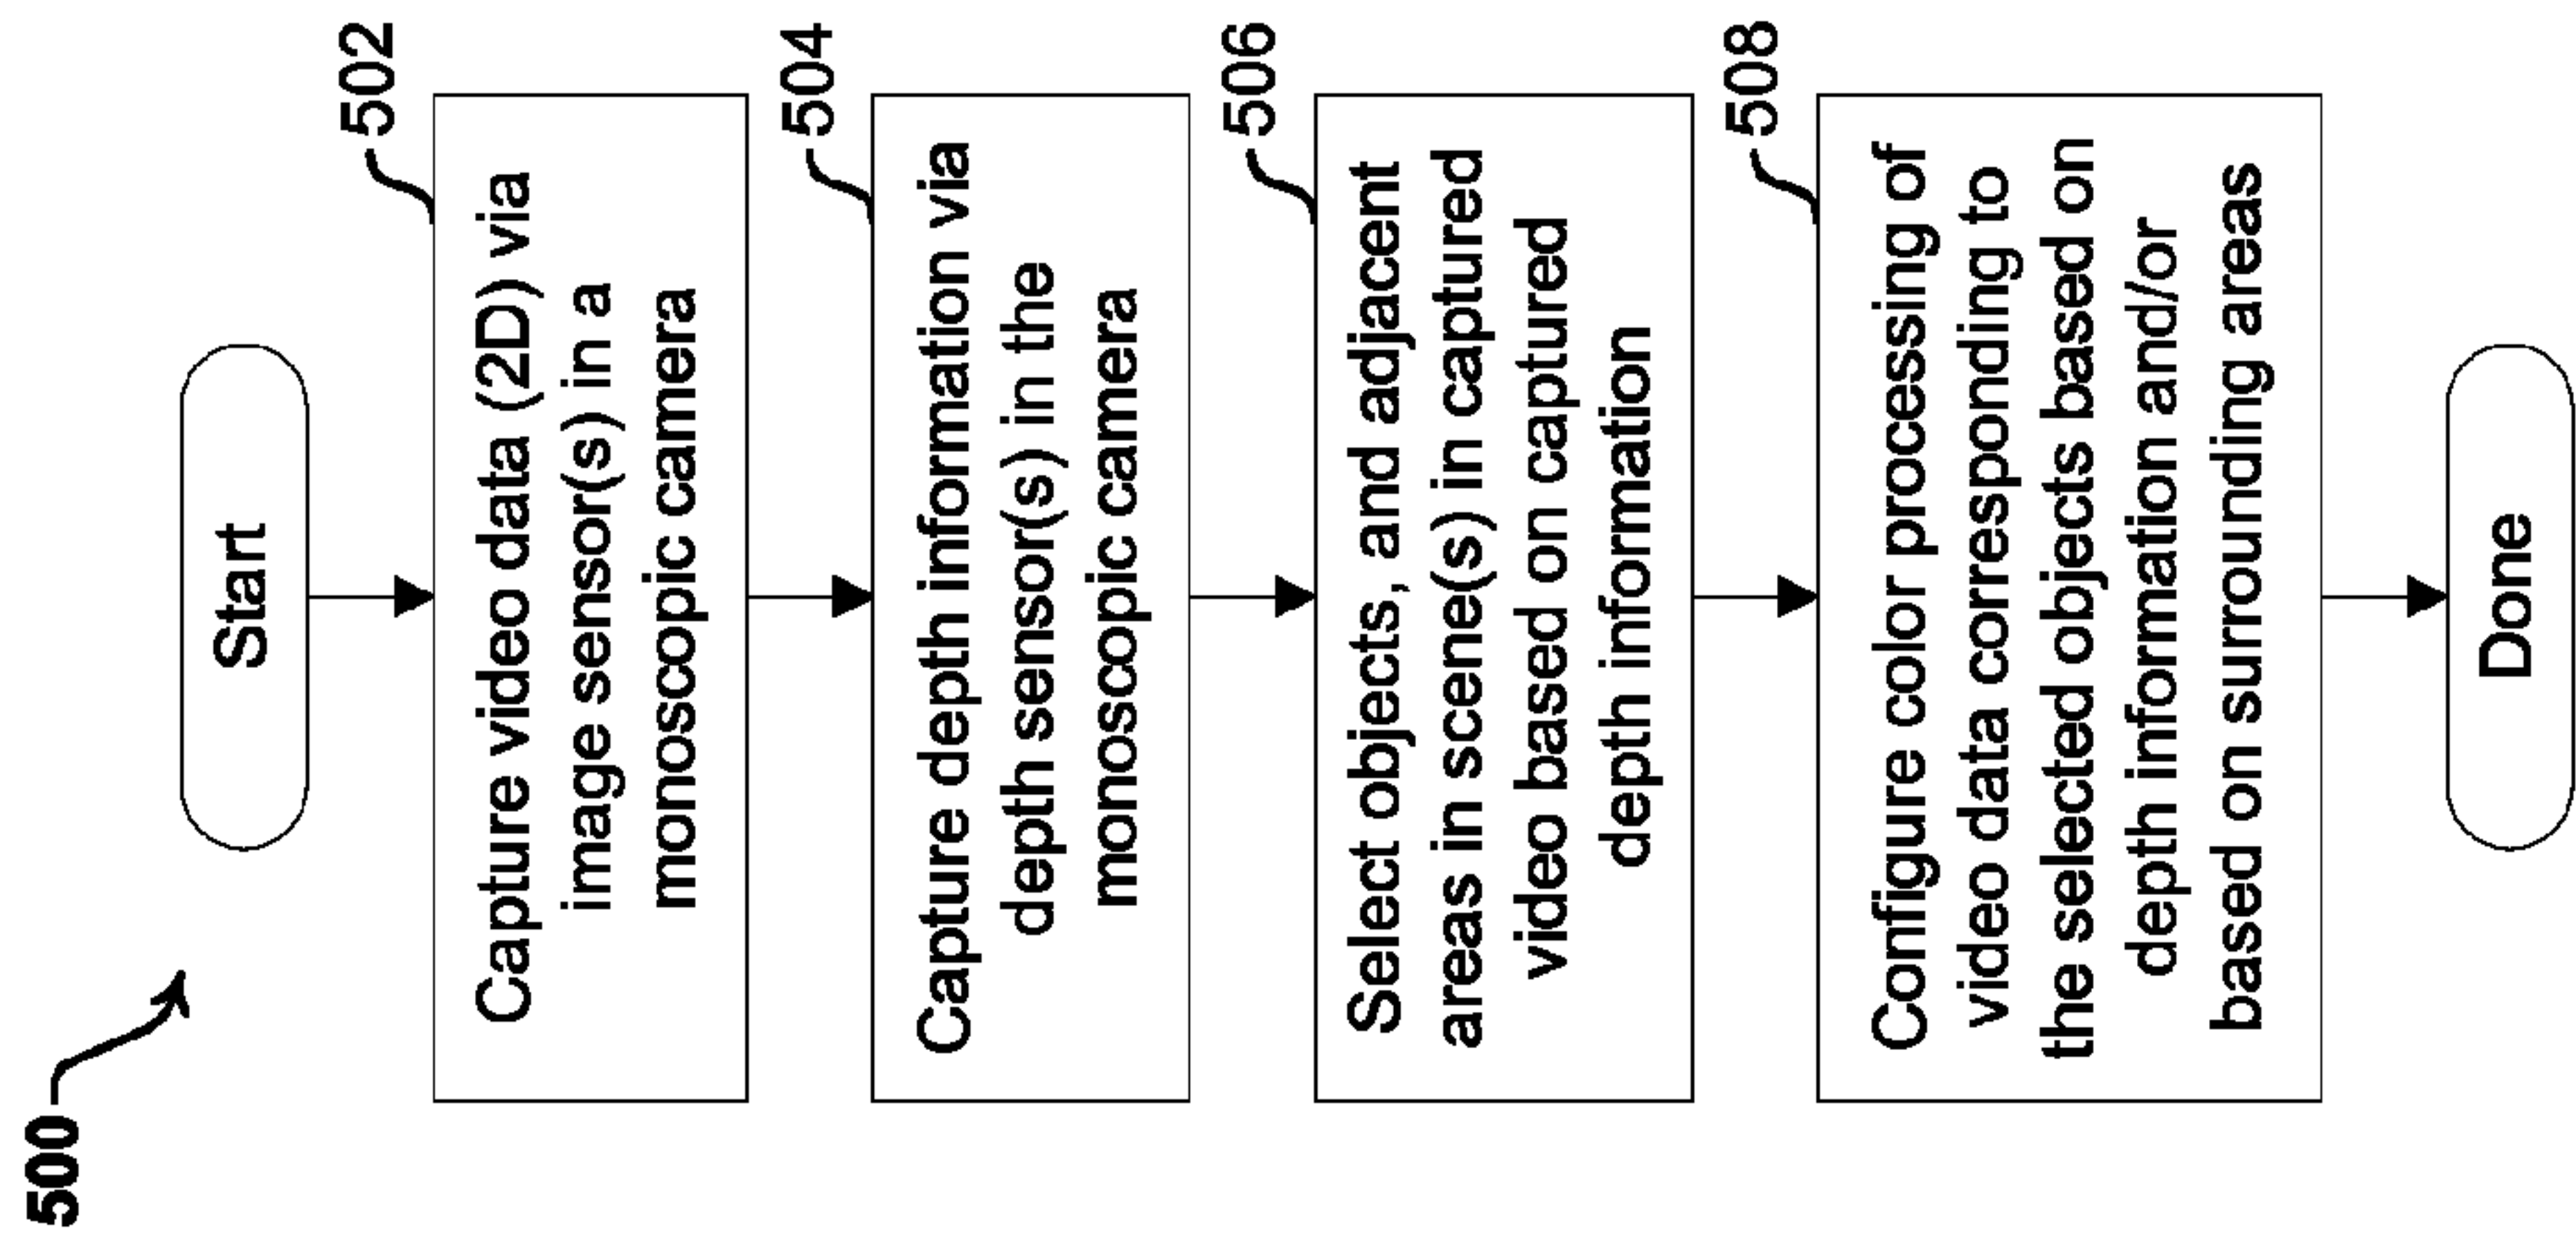 500
Start
502
Capture video data (2D) via
image sensor(s) in a
monoscopic camera
504
Capture depth information via
depth sensor(s) in the
monoscopic camera
506
Select objects, and adjacent
areas in scene(s) in captured
video based on captured
depth information
508
Configure color processing of
video data corresponding to
the selected objects based on
depth information and/or
based on surrounding areas
Done